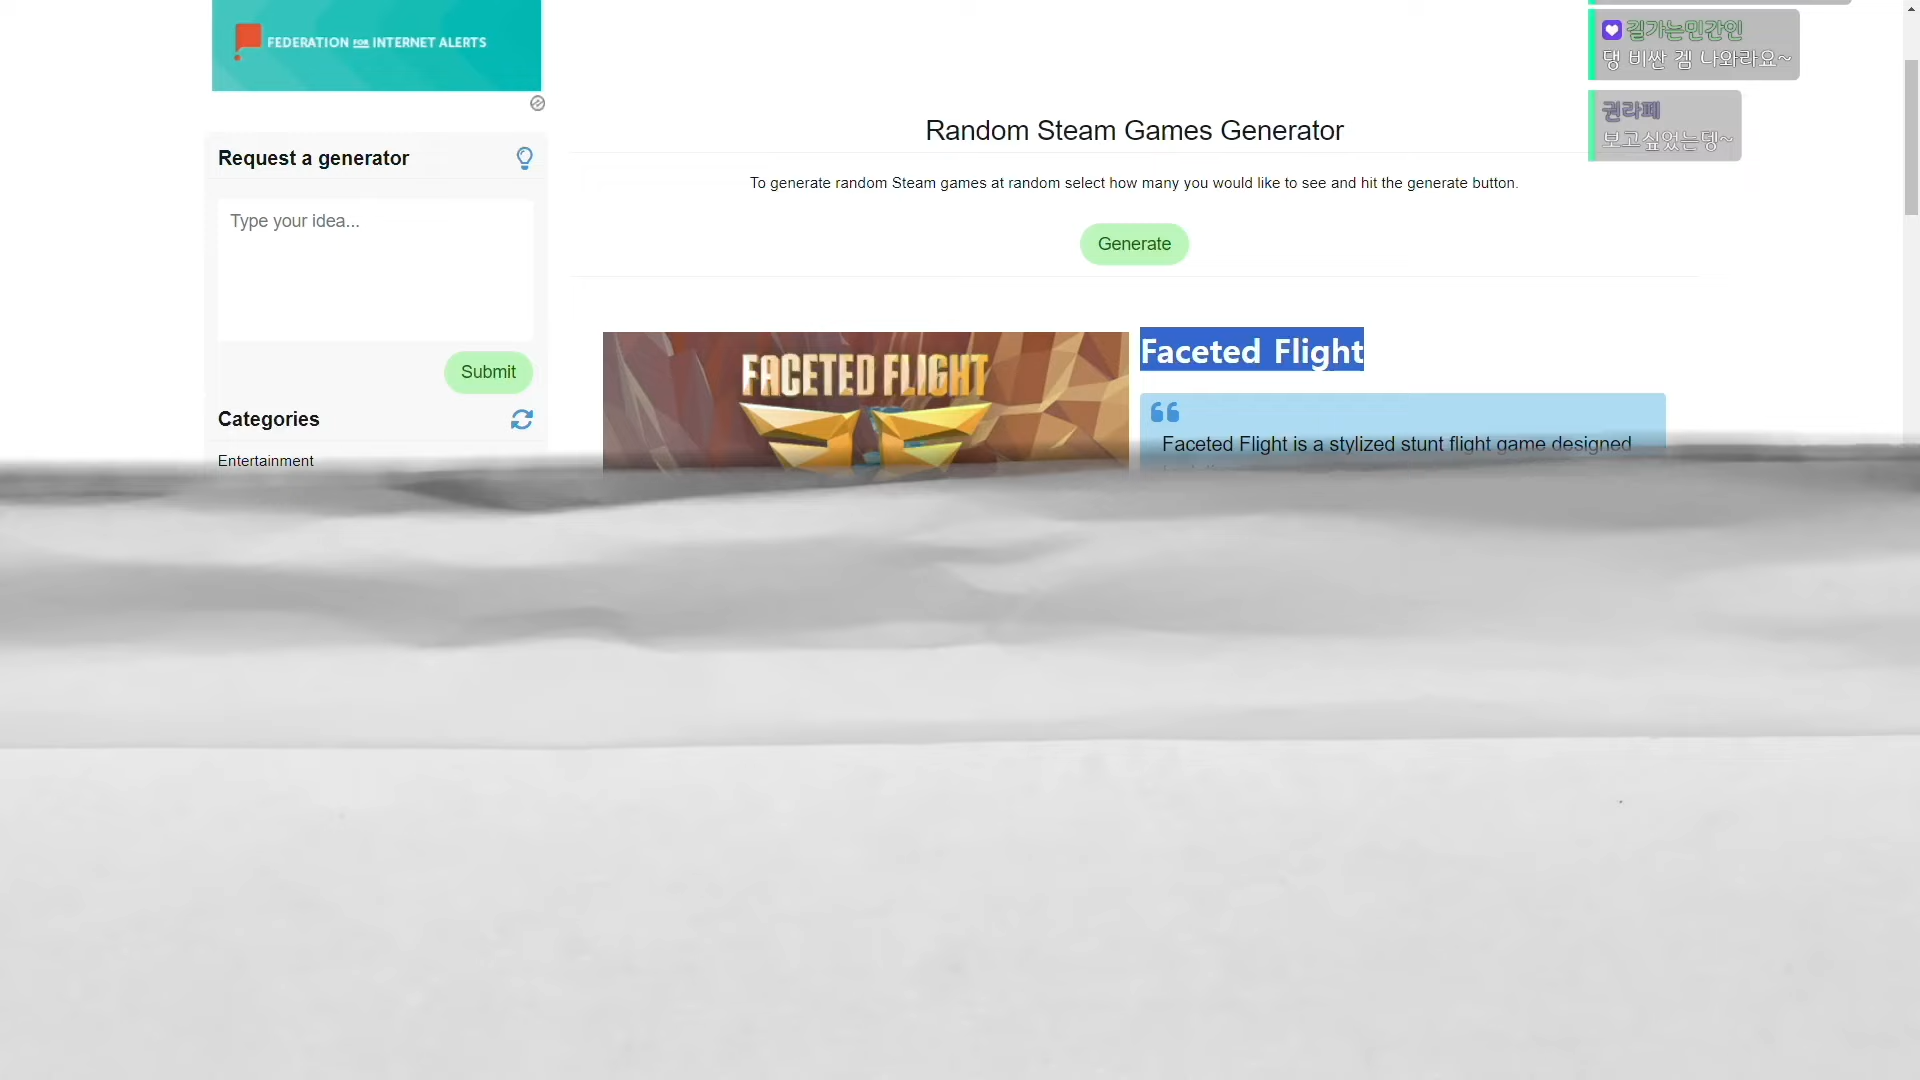 FEDERATION FOR INTERNET ALERTS
Request a generator
Type your idea...
Submit
Categories
Entertainment
Random Steam Games Generator
To generate random Steam games at random select how many you would like to see and hit the generate button.
Generate
FACETED FLIGHT
Faceted Flight
Faceted Flight is a stylized stunt flight game designed
길가는민간인
댕 비싼 겜 나와라요~
권라페
보고싶었는뎅~